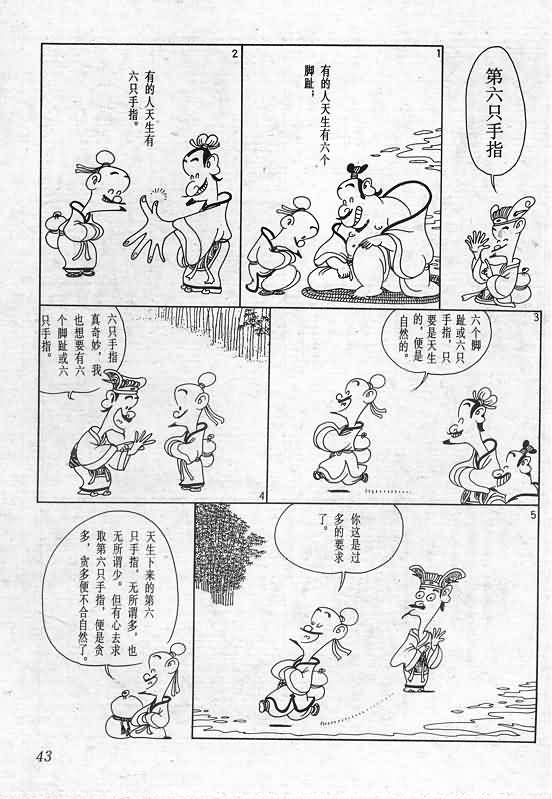 第六只手指
1
有的人天生有六个
脚趾；
2
有的人天生有
六只手指。
3
六个脚
趾或六只
手指，只
要是天生
的，便是
自然的。
六只手指
真奇妙，我
也想要有六
个脚趾或六
只手指。
4
5
你这是过
多的要求
了。
天生下来的第六
只手指。无所谓多，也
无所谓少。但有心去求
取第六只手指，便是贪
多，贪多便不合自然了。
43